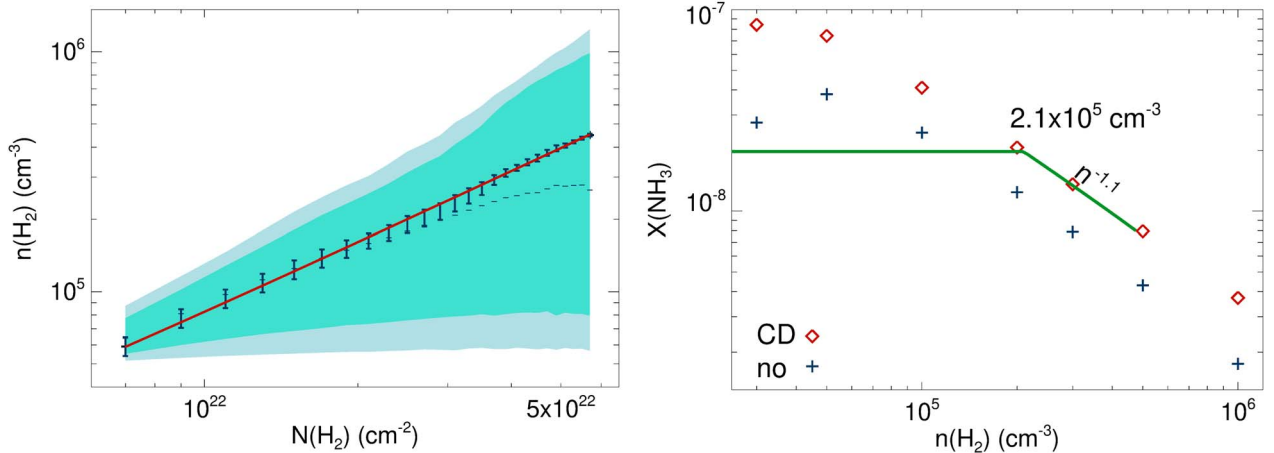 10⁶
10⁵
n(H₂) (cm⁻³)
10²²
5x10²²
N(H₂) (cm⁻²)
10⁻⁷
10⁻⁸
X(NH₃)
2.1x10⁵ cm⁻³
n⁻¹·¹
CD
no
10⁵
10⁶
n(H₂) (cm⁻³)